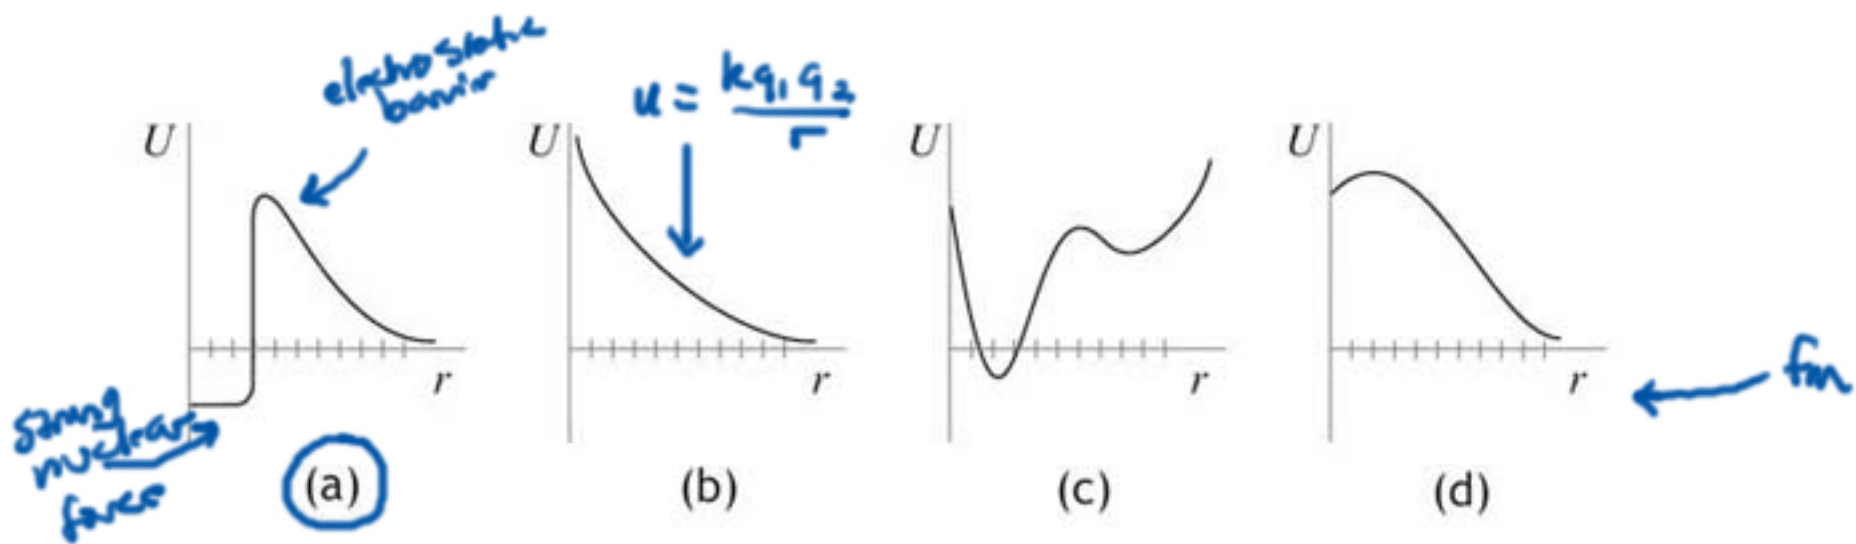 electrostatic
barrier
u = kq₁q₂/r
U
U
U
U
r
r
r
r
fm
strong
nuclear
force
(a)
(b)
(c)
(d)